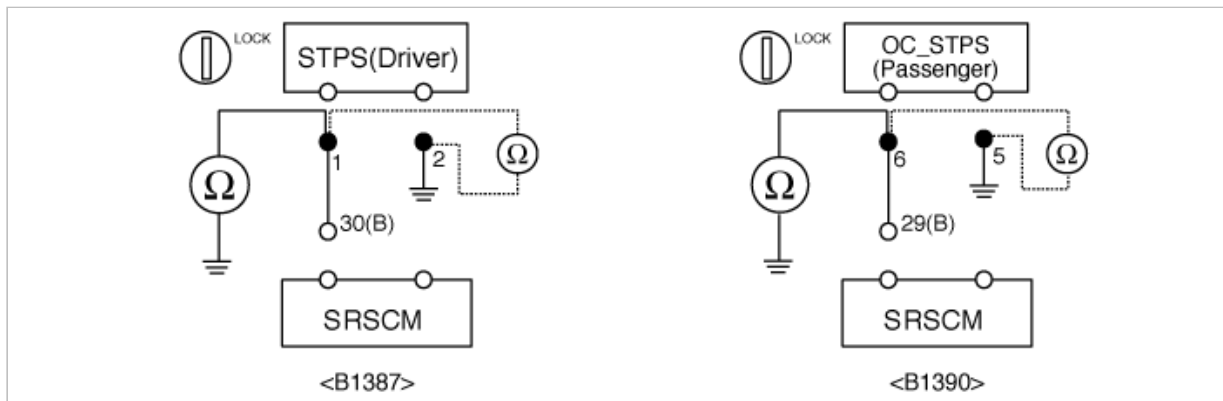 LOCK
STPS(Driver)
Ω
1
2
Ω
30(B)
SRSCM
<B1387>
LOCK
OC_STPS
(Passenger)
Ω
6
5
Ω
29(B)
SRSCM
<B1390>